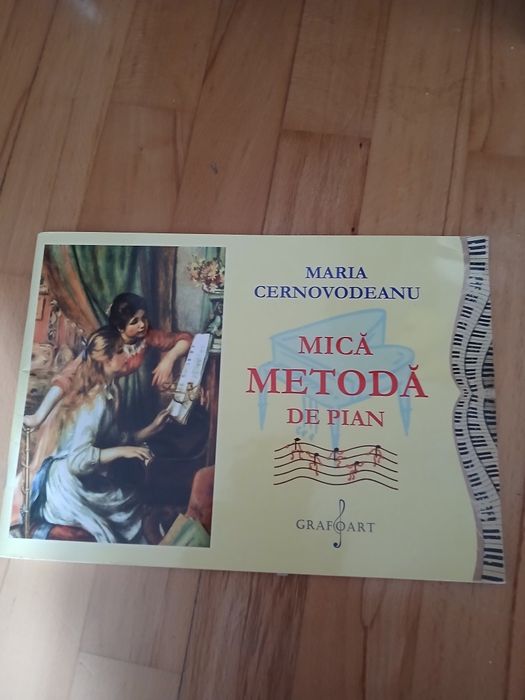 MARIA
CERNOVODEANU
MICĂ
METODĂ
DE PIAN
GRAFOART